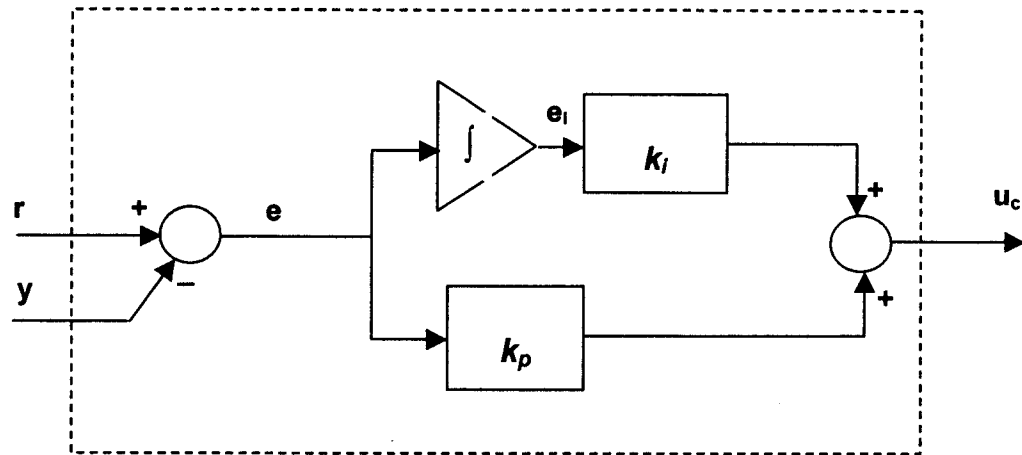 r
+
y
−
e
∫
e_I
k_i
k_p
+
+
u_c